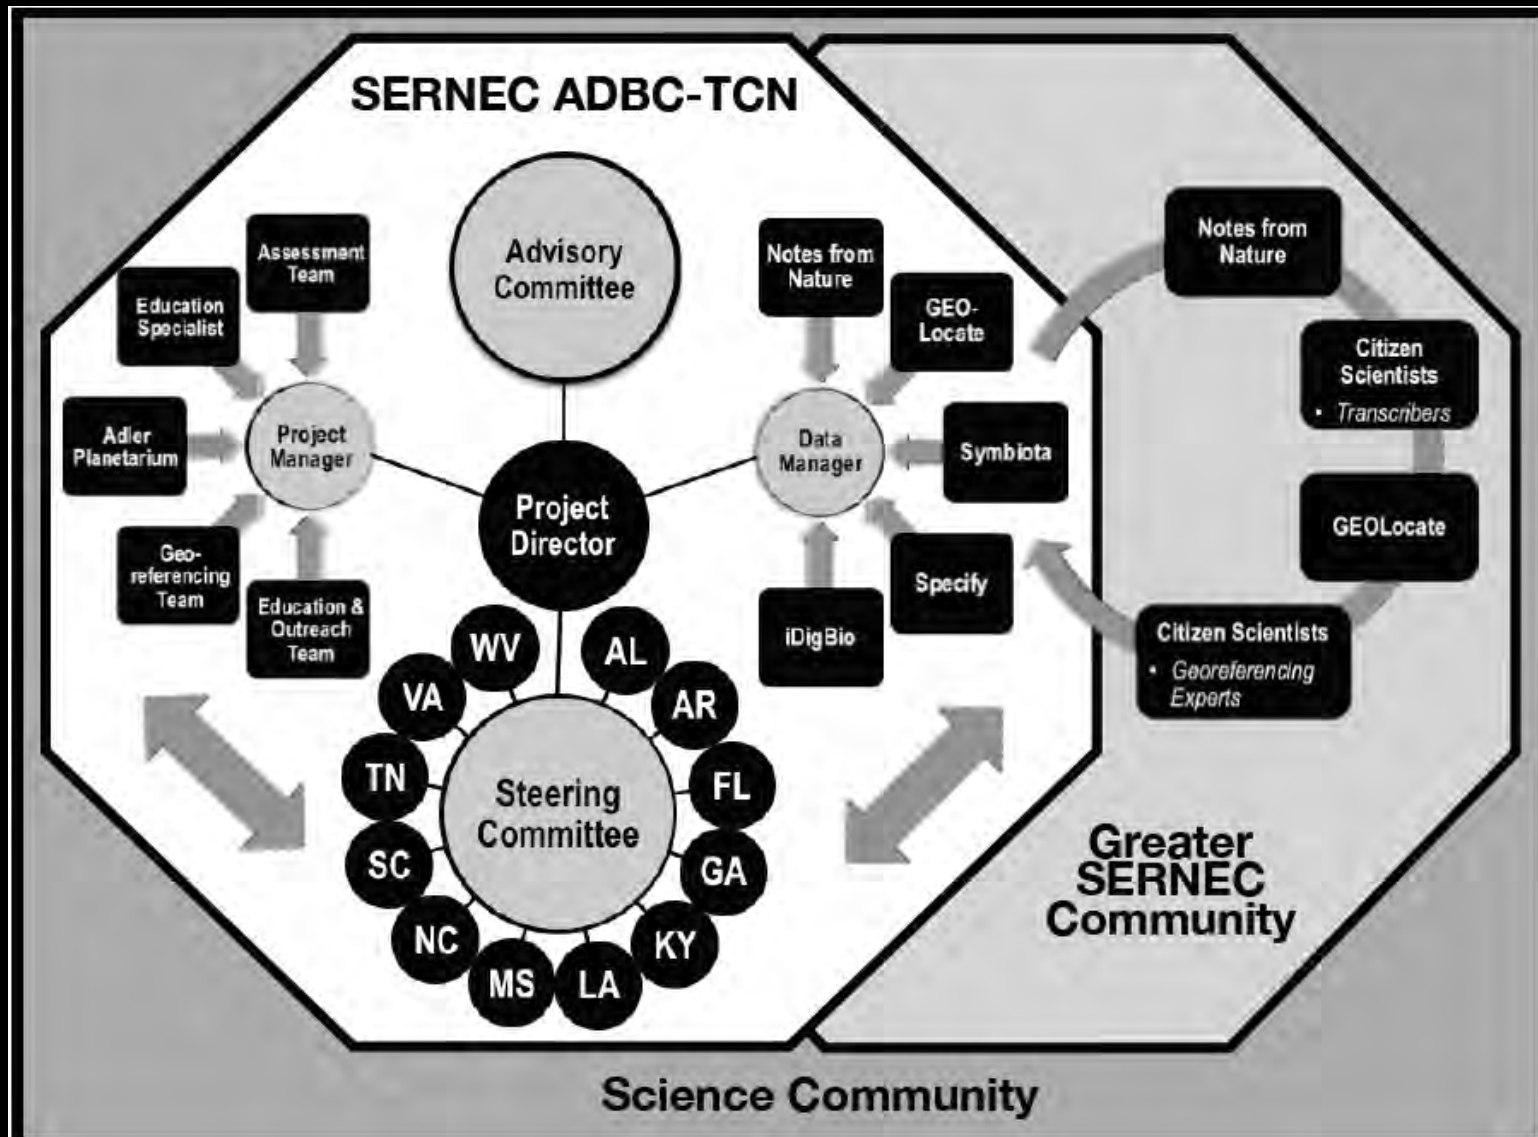 SERNEC ADBC-TCN
Advisory
Committee
Assessment
Team
Education
Specialist
Adler
Planetarium
Geo-
referencing
Team
Education &
Outreach
Team
Project
Manager
Project
Director
Notes from
Nature
GEO-
Locate
Symbiota
Specify
iDigBio
Data
Manager
Steering
Committee
WV
AL
VA
AR
TN
FL
SC
GA
NC
KY
MS
LA
Notes from
Nature
Citizen
Scientists
• Transcribers
GEOLocate
Citizen Scientists
• Georeferencing
Experts
Greater
SERNEC
Community
Science Community